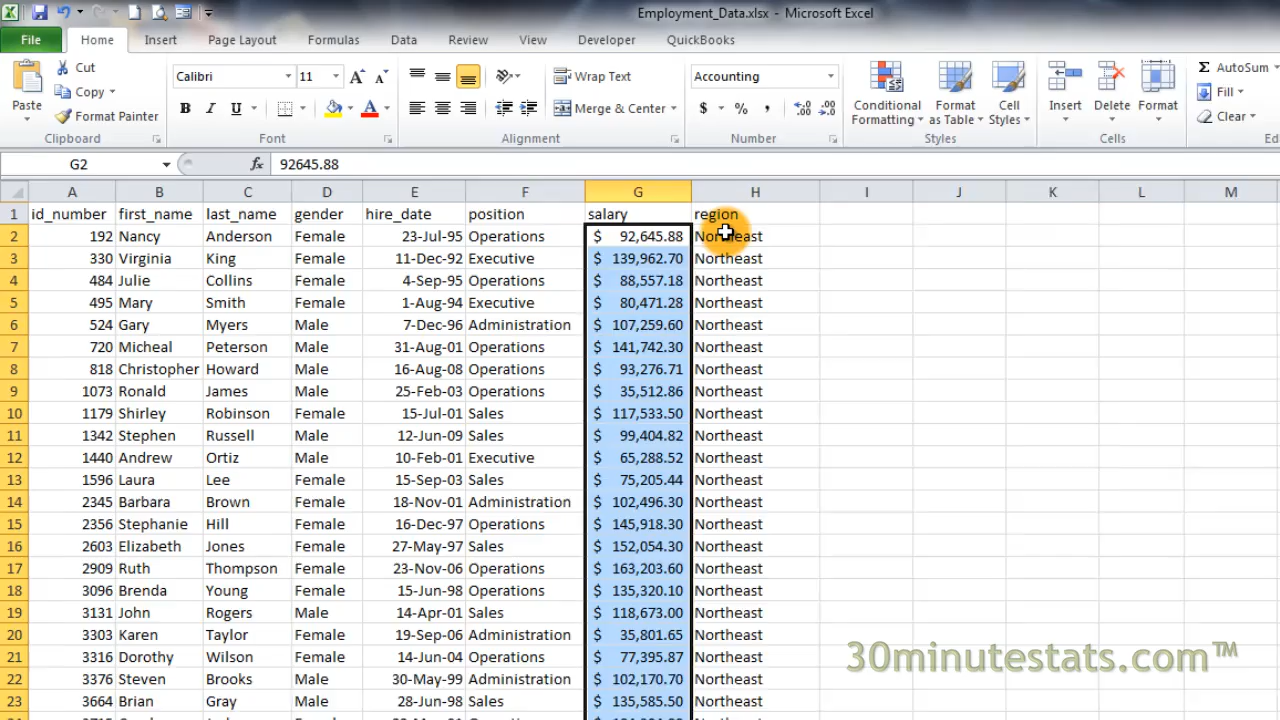 Employment_Data.xlsx - Microsoft Excel
File Home Insert Page Layout Formulas Data Review View Developer QuickBooks
Paste Cut Copy Format Painter
Calibri 11 B I U A A A
Wrap Text Merge & Center
Accounting $ % , .0 .00 .00 .0
Conditional Formatting Format as Table Cell Styles
Insert Delete Format
Σ AutoSum Fill Clear
Clipboard Font Alignment Number Styles Cells
G2 fx 92645.88
A B C D E F G H I J K L M
1 id_number first_name last_name gender hire_date position salary region
2 192 Nancy Anderson Female 23-Jul-95 Operations $ 92,645.88 Northeast
3 330 Virginia King Female 11-Dec-92 Executive $ 139,962.70 Northeast
4 484 Julie Collins Female 4-Sep-95 Operations $ 88,557.18 Northeast
5 495 Mary Smith Female 1-Aug-94 Executive $ 80,471.28 Northeast
6 524 Gary Myers Male 7-Dec-96 Administration $ 107,259.60 Northeast
7 720 Micheal Peterson Male 31-Aug-01 Operations $ 141,742.30 Northeast
8 818 Christopher Howard Male 16-Aug-08 Operations $ 93,276.71 Northeast
9 1073 Ronald James Male 25-Feb-03 Operations $ 35,512.86 Northeast
10 1179 Shirley Robinson Female 15-Jul-01 Sales $ 117,533.50 Northeast
11 1342 Stephen Russell Male 12-Jun-09 Sales $ 99,404.82 Northeast
12 1440 Andrew Ortiz Male 10-Feb-01 Executive $ 65,288.52 Northeast
13 1596 Laura Lee Female 15-Sep-03 Sales $ 75,205.44 Northeast
14 2345 Barbara Brown Female 18-Nov-01 Administration $ 102,496.30 Northeast
15 2356 Stephanie Hill Female 16-Dec-97 Operations $ 145,918.30 Northeast
16 2603 Elizabeth Jones Female 27-May-97 Sales $ 152,054.30 Northeast
17 2909 Ruth Thompson Female 23-Nov-06 Operations $ 163,203.60 Northeast
18 3096 Brenda Young Female 15-Jun-98 Operations $ 135,320.10 Northeast
19 3131 John Rogers Male 14-Apr-01 Sales $ 118,673.00 Northeast
20 3303 Karen Taylor Female 19-Sep-06 Administration $ 35,801.65 Northeast
21 3316 Dorothy Wilson Female 14-Jun-04 Operations $ 77,395.87 Northeast
22 3376 Steven Brooks Male 30-May-99 Administration $ 102,170.70 Northeast
23 3664 Brian Gray Male 28-Jun-98 Sales $ 135,585.50 Northeast
30minutestats.com™